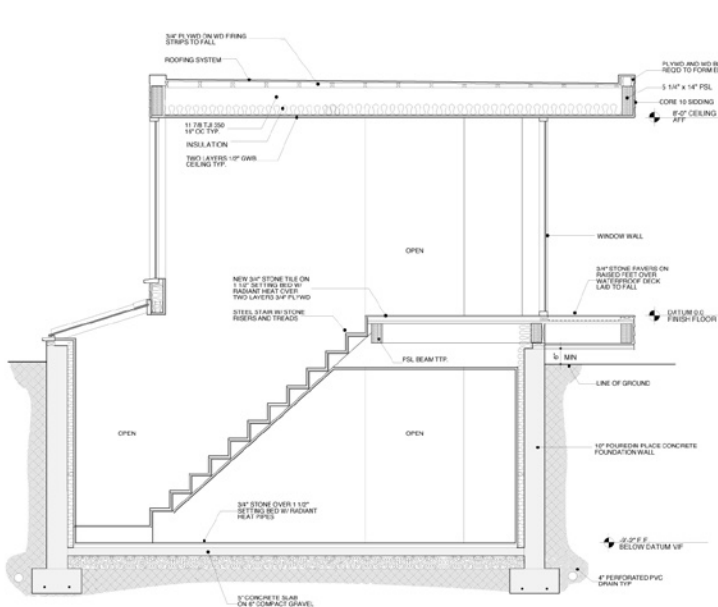 3/4" PLYWD ON WD FIRING
STRIPS TO FALL
ROOFING SYSTEM
PLYWD AND WD
REQ'D TO FORM
5 1/4" x 14" PSL
CORE 10 SIDDING
8'-0" CEILING
AFF
11 7/8 TJI 350
16" OC TYP.
INSULATION
TWO LAYERS 1/2" GWB
CEILING TYP.
WINDOW WALL
OPEN
3/4" STONE PAVERS ON
RAISED FEET OVER
WATERPROOF DECK
LAID TO FALL
NEW 3/4" STONE TILE ON
1 1/2" SETTING BED W/
RADIANT HEAT OVER
TWO LAYERS 3/4" PLYWD
STEEL STAIR W/ STONE
RISERS AND TREADS
DATUM 0.0
FINISH FLOOR
PSL BEAM TYP.
MIN
LINE OF GROUND
OPEN
OPEN
10" POURED IN PLACE CONCRETE
FOUNDATION WALL
3/4" STONE OVER 1 1/2"
SETTING BED W/ RADIANT
HEAT PIPES
F.F.
BELOW DATUM VIF
4" PERFORATED PVC
DRAIN TYP
5" CONCRETE SLAB
ON 6" COMPACT GRAVEL